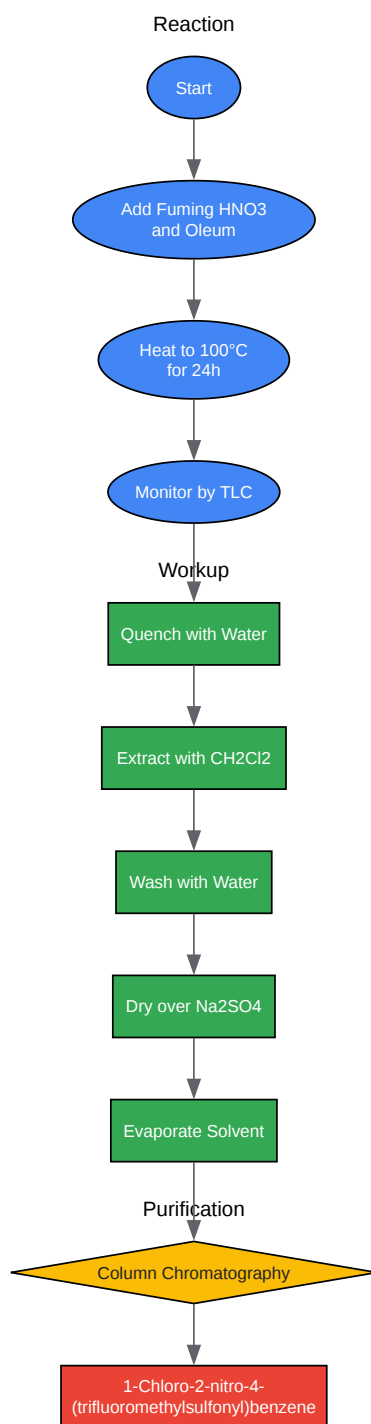 Reaction
Start
Add Fuming HNO3
and Oleum
Heat to 100°C
for 24h
Monitor by TLC
Workup
Quench with Water
Extract with CH2Cl2
Wash with Water
Dry over Na2SO4
Evaporate Solvent
Purification
Column Chromatography
1-Chloro-2-nitro-4-
(trifluoromethylsulfonyl)benzene